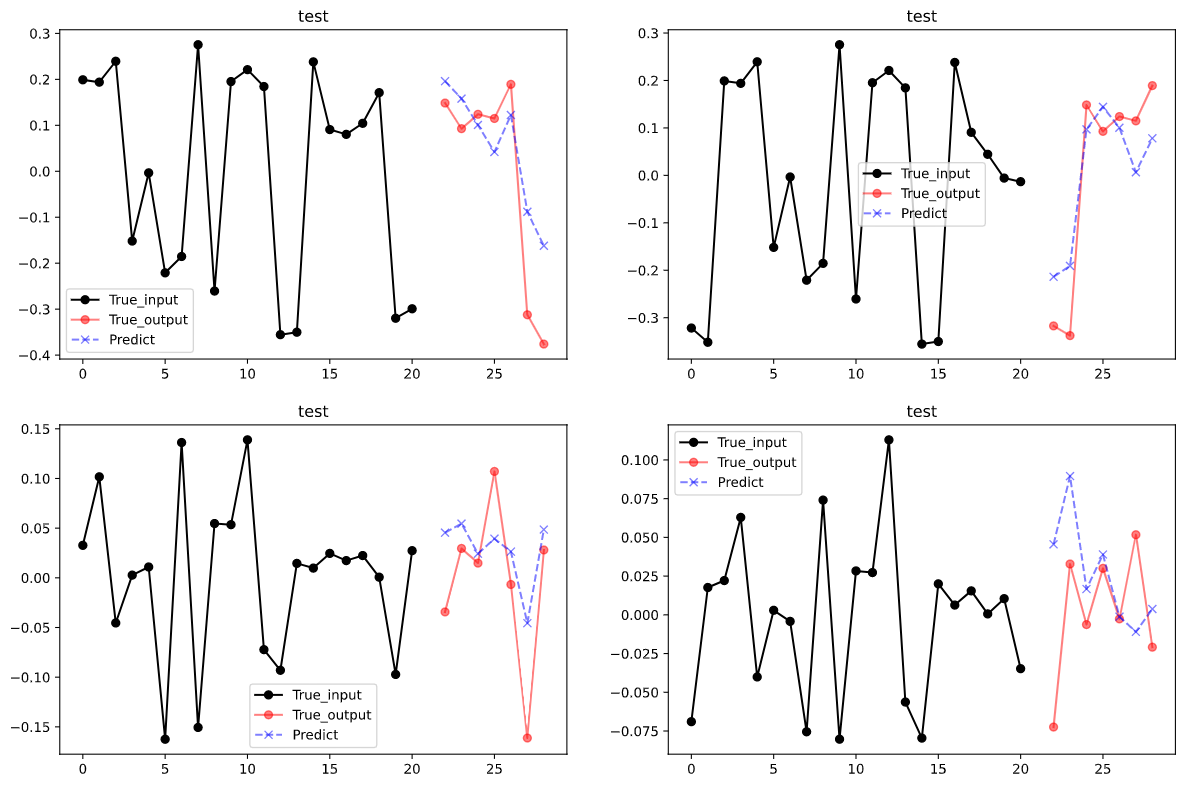 test
0.3
0.2
0.1
0.0
−0.1
−0.2
−0.3
−0.4
True_input
True_output
Predict
0 5 10 15 20 25
test
0.3
0.2
0.1
0.0
−0.1
−0.2
−0.3
True_input
True_output
Predict
0 5 10 15 20 25
test
0.15
0.10
0.05
0.00
−0.05
−0.10
−0.15
True_input
True_output
Predict
0 5 10 15 20 25
test
0.100
0.075
0.050
0.025
0.000
−0.025
−0.050
−0.075
True_input
True_output
Predict
0 5 10 15 20 25